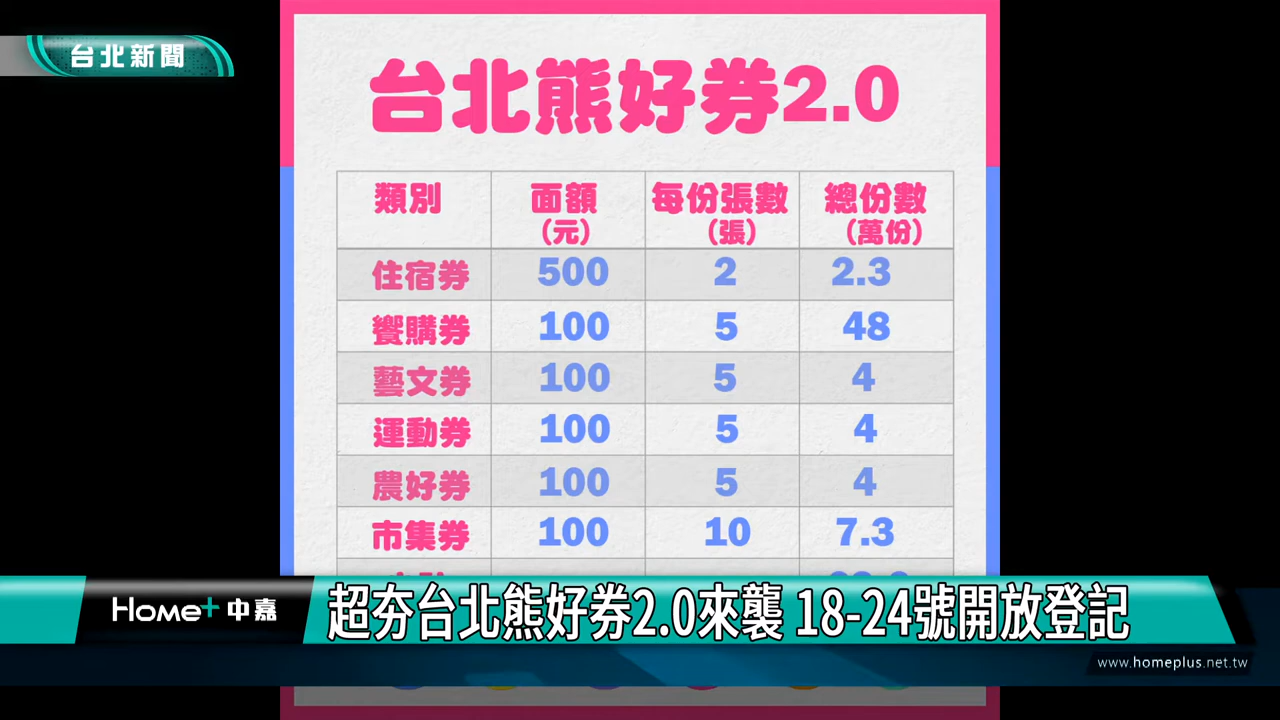 台北新聞
台北熊好券2.0
類別 面額(元) 每份張數(張) 總份數(萬份)
住宿券 500 2 2.3
饗購券 100 5 48
藝文券 100 5 4
運動券 100 5 4
農好券 100 5 4
市集券 100 10 7.3
Home+中嘉
超夯台北熊好券2.0來襲 18-24號開放登記
www.homeplus.net.tw